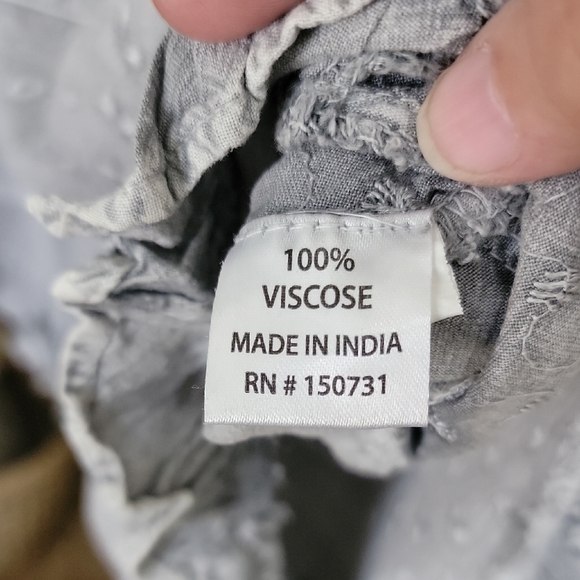 100%
VISCOSE
MADE IN INDIA
RN # 150731